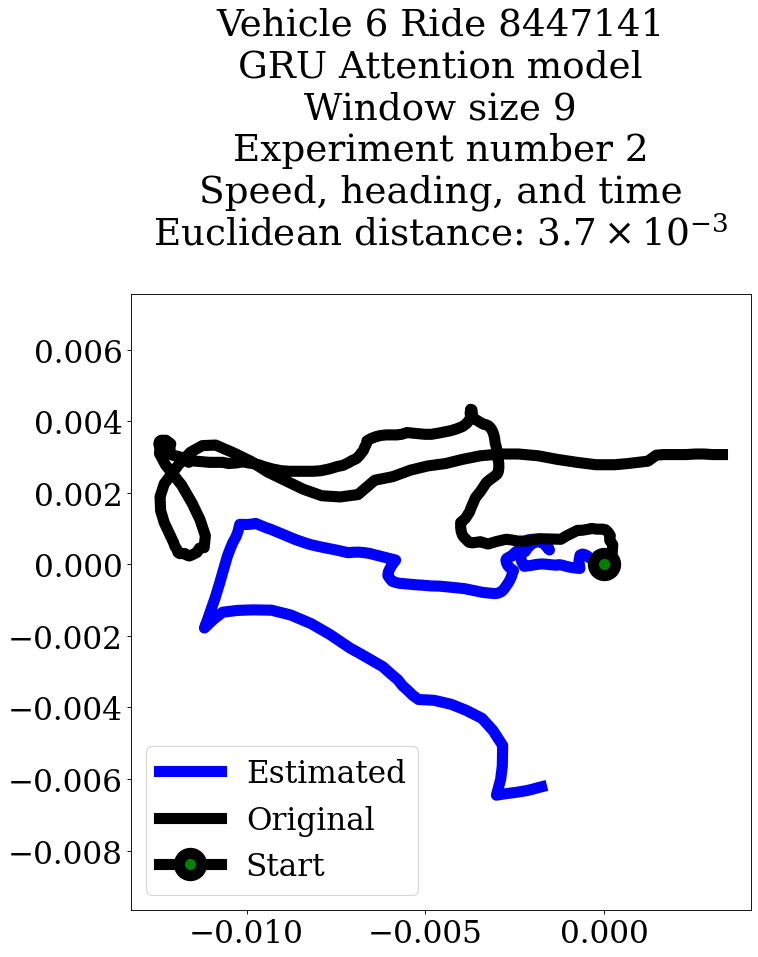 Vehicle 6 Ride 8447141
GRU Attention model
Window size 9
Experiment number 2
Speed, heading, and time
Euclidean distance: 3.7 × 10⁻³
0.006
0.004
0.002
0.000
−0.002
−0.004
−0.006
−0.008
Estimated
Original
Start
−0.010
−0.005
0.000